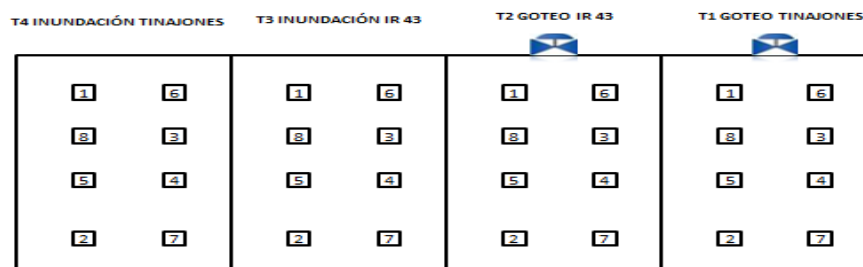 T4 INUNDACIÓN TINAJONES T3 INUNDACIÓN IR 43 T2 GOTEO IR 43 T1 GOTEO TINAJONES
1 6 1 6 1 6 1 6
8 3 8 3 8 3 8 3
5 4 5 4 5 4 5 4
2 7 2 7 2 7 2 7